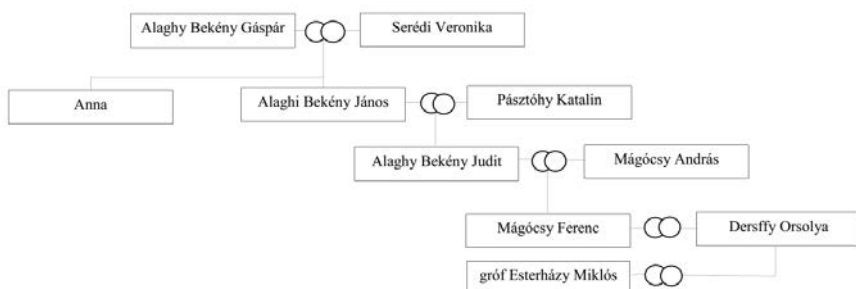 Alaghy Bekény Gáspár
Serédi Veronika
Anna
Alaghi Bekény János
Pásztóhy Katalin
Alaghy Bekény Judit
Mágócsy András
Mágócsy Ferenc
Dersffy Orsolya
gróf Esterházy Miklós